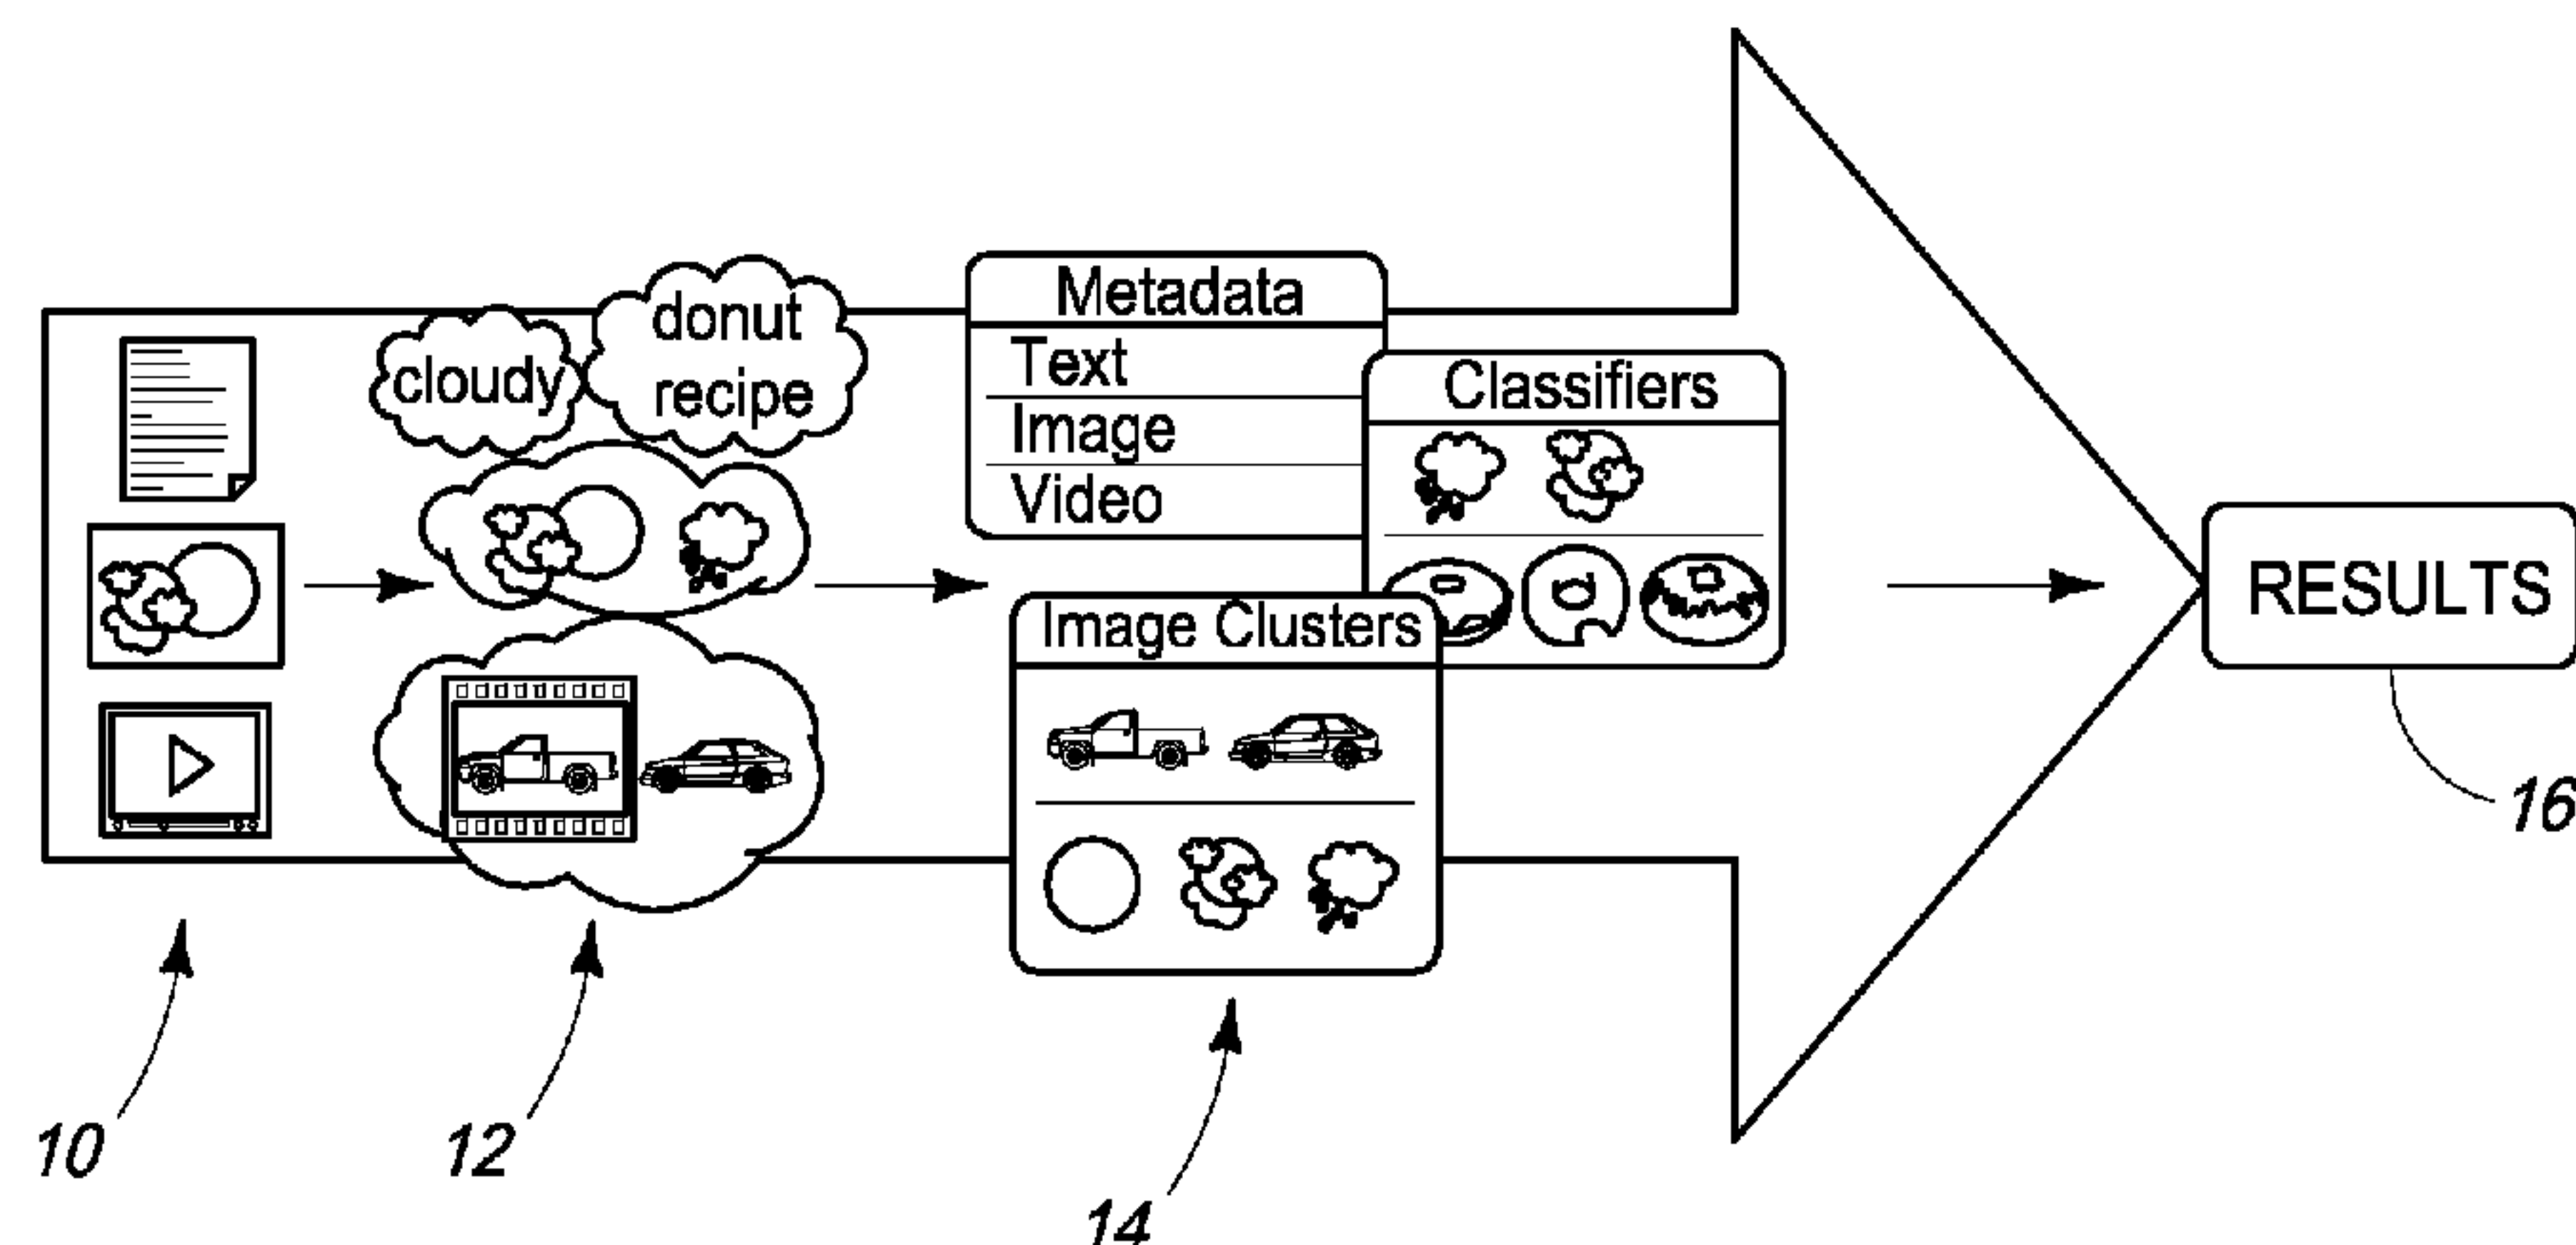 cloudy
donut
recipe
Metadata
Text
Image
Video
Classifiers
Image Clusters
RESULTS
10
12
14
16